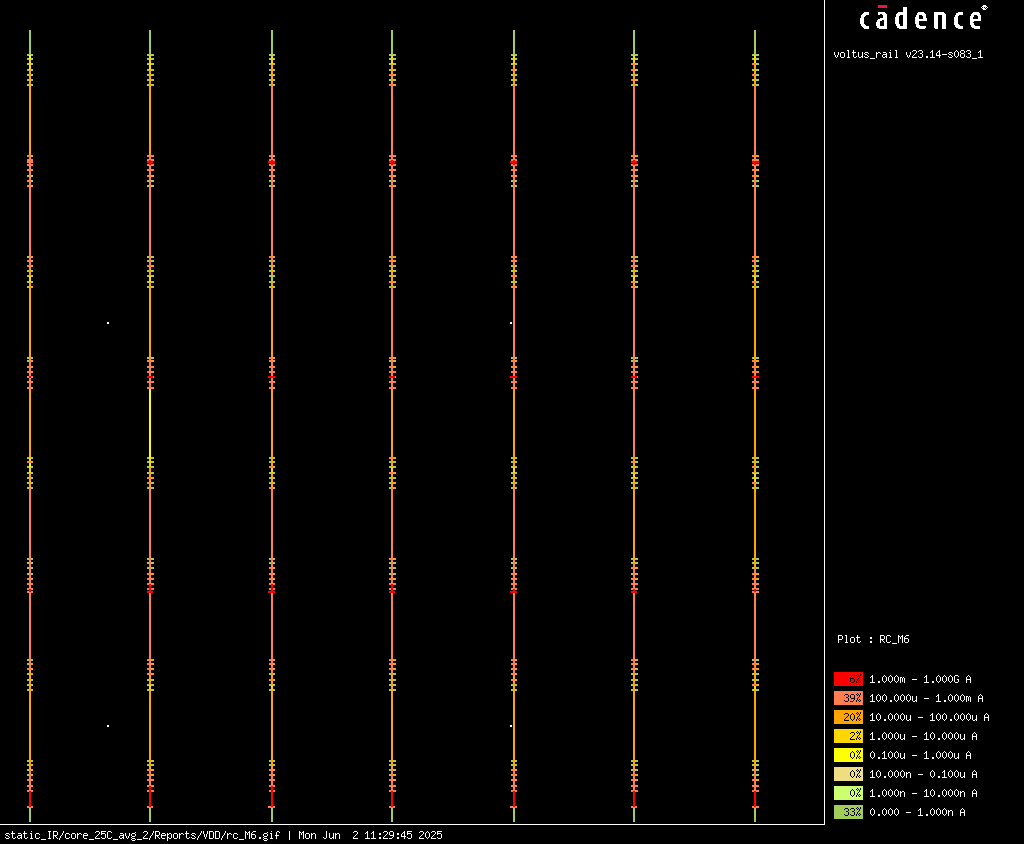 cādence®
voltus_rail v23.14-s083_1
Plot : RC_M6
6% 1.000m - 1.000G A
39% 100.000u - 1.000m A
20% 10.000u - 100.000u A
2% 1.000u - 10.000u A
0% 0.100u - 1.000u A
0% 10.000n - 0.100u A
0% 1.000n - 10.000n A
33% 0.000 - 1.000n A
static_IR/core_25C_avg_2/Reports/VDD/rc_M6.gif | Mon Jun  2 11:29:45 2025